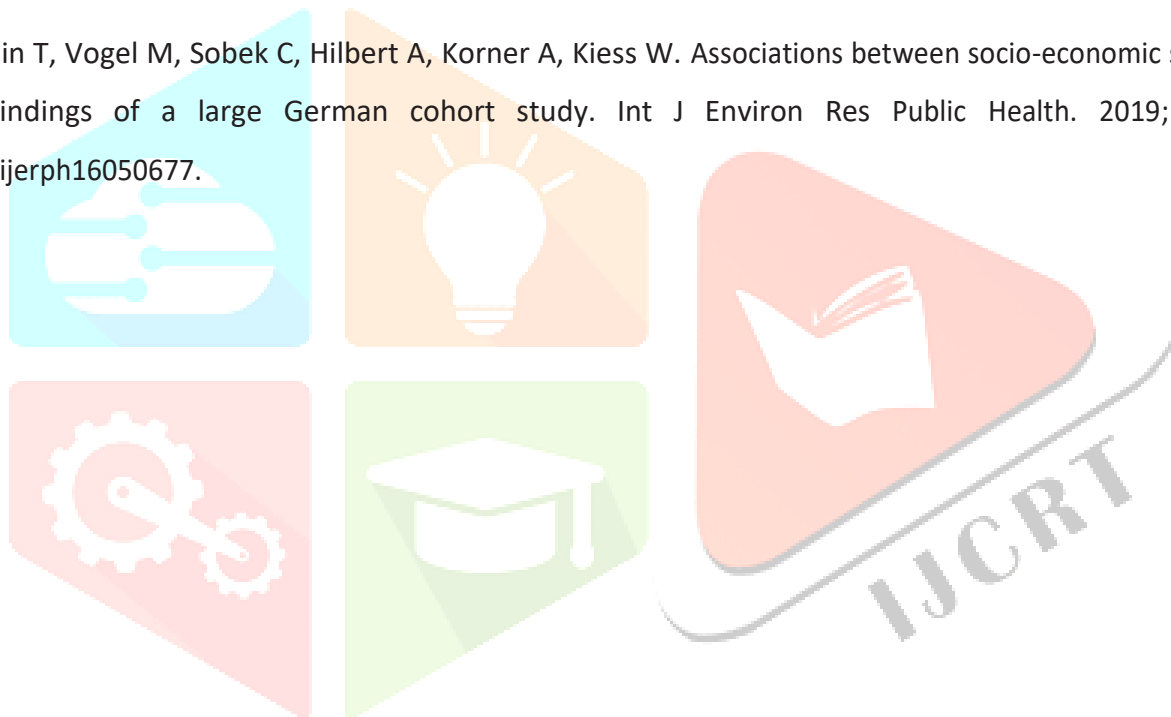 in T, Vogel M, Sobek C, Hilbert A, Korner A, Kiess W. Associations between socio-economic s
indings of a large German cohort study. Int J Environ Res Public Health. 2019;
ijerph16050677.
IJCRT